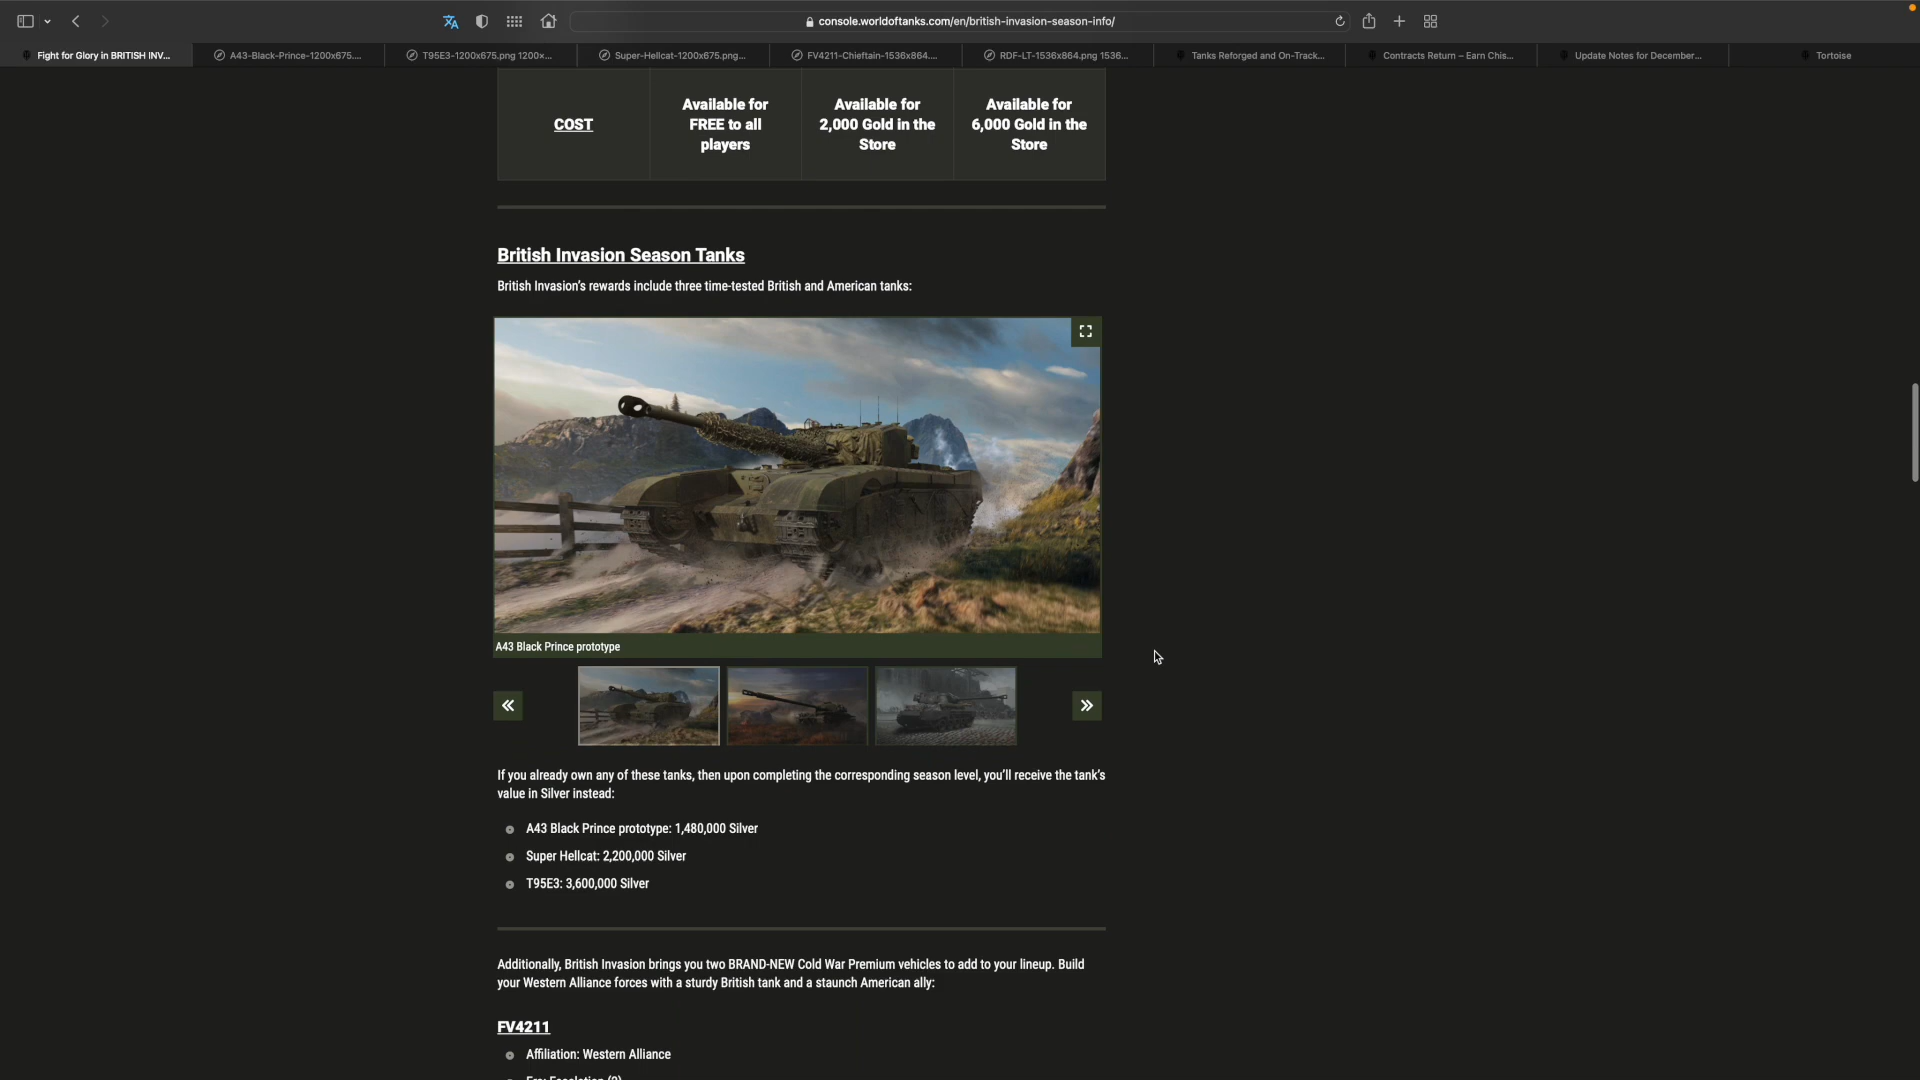 console.worldoftanks.com/en/british-invasion-season-info/
Fight for Glory in BRITISH INV...
A43-Black-Prince-1200x675....
T95E3-1200x675.png 1200×...
Super-Hellcat-1200x675.png...
FV4211-Chieftain-1536x864....
RDF-LT-1536x864.png 1536...
Tanks Reforged and On-Track...
Contracts Return – Earn Chis...
Update Notes for December...
Tortoise
COST
Available for
FREE to all
players
Available for
2,000 Gold in the
Store
Available for
6,000 Gold in the
Store
British Invasion Season Tanks
British Invasion’s rewards include three time-tested British and American tanks:
A43 Black Prince prototype
If you already own any of these tanks, then upon completing the corresponding season level, you’ll receive the tank’s
value in Silver instead:
A43 Black Prince prototype: 1,480,000 Silver
Super Hellcat: 2,200,000 Silver
T95E3: 3,600,000 Silver
Additionally, British Invasion brings you two BRAND-NEW Cold War Premium vehicles to add to your lineup. Build
your Western Alliance forces with a sturdy British tank and a staunch American ally:
FV4211
Affiliation: Western Alliance
Era: Escalation (2)